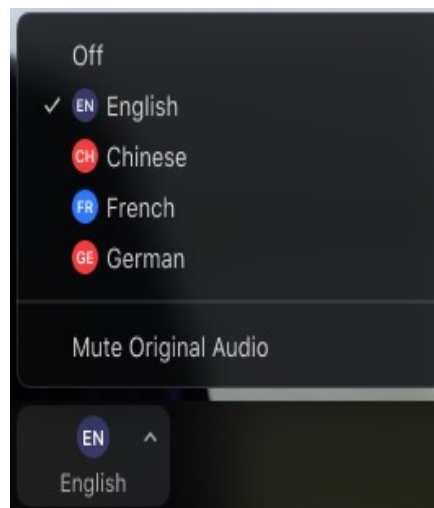 Off
EN English
CH Chinese
FR French
GE German
Mute Original Audio
EN
English